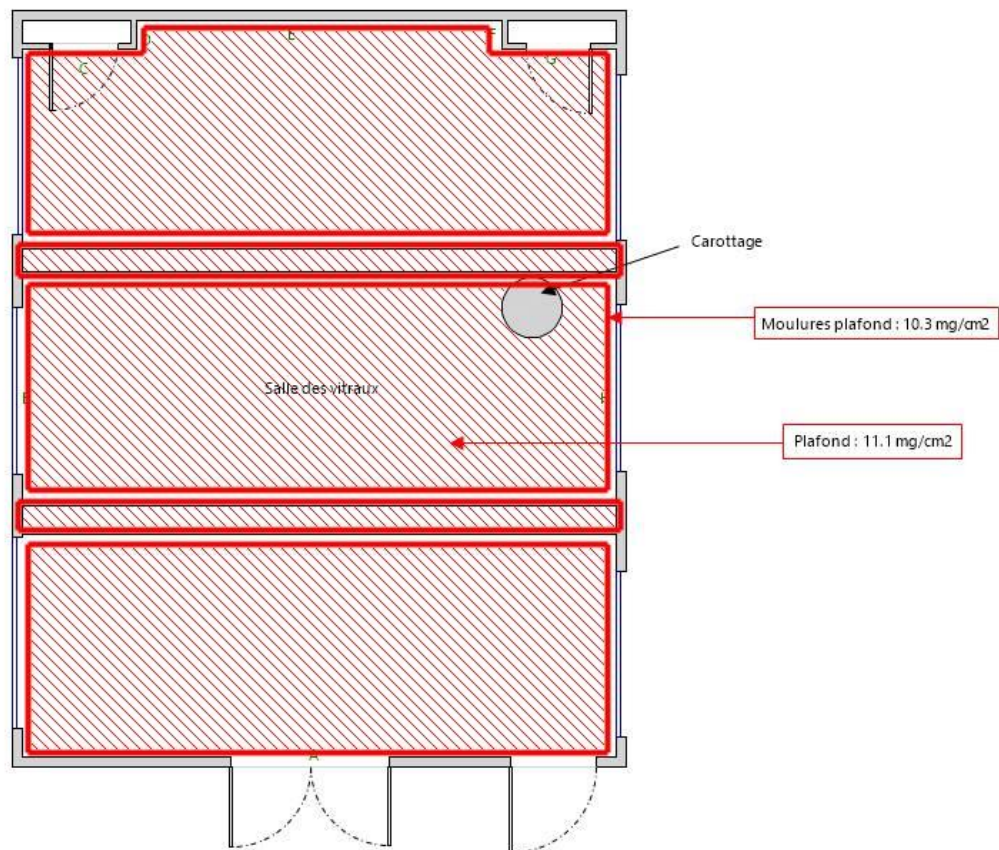 D
E
F
C
G
Carottage
Moulures plafond : 10.3 mg/cm2
Salle des vitraux
Plafond : 11.1 mg/cm2
A